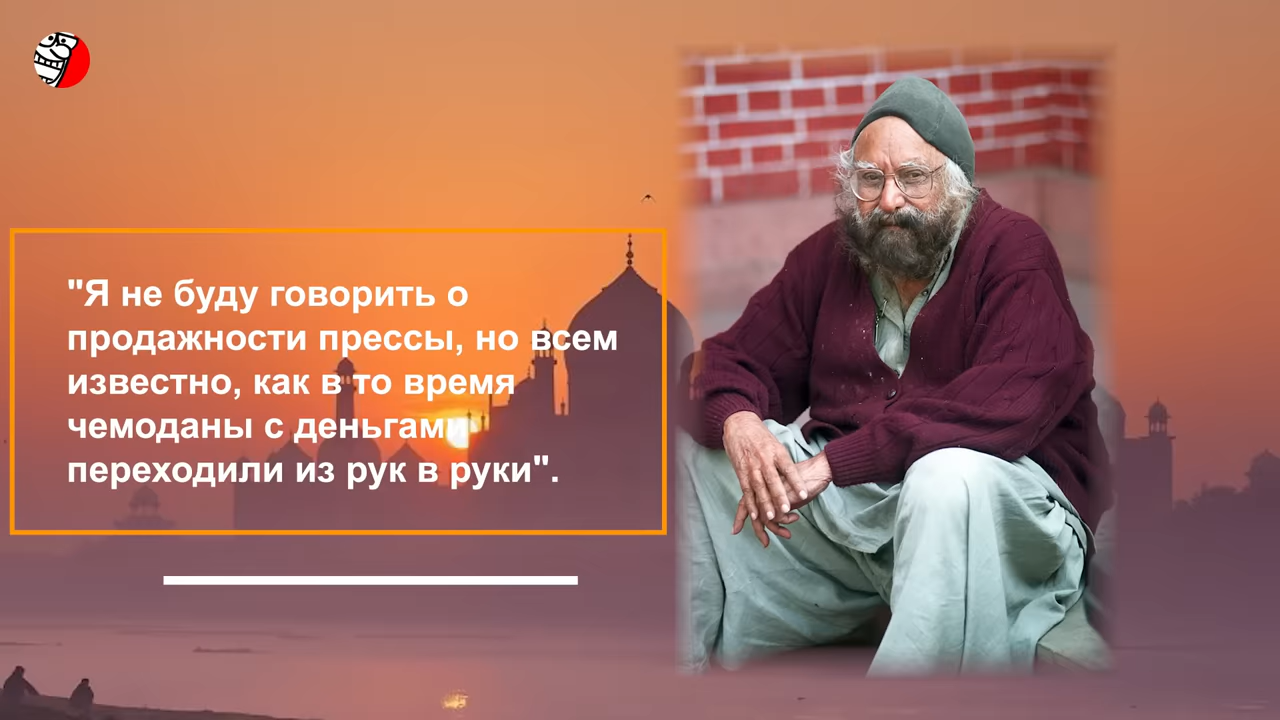 "Я не буду говорить о
продажности прессы, но всем
известно, как в то время
чемоданы с деньгами
переходили из рук в руки".